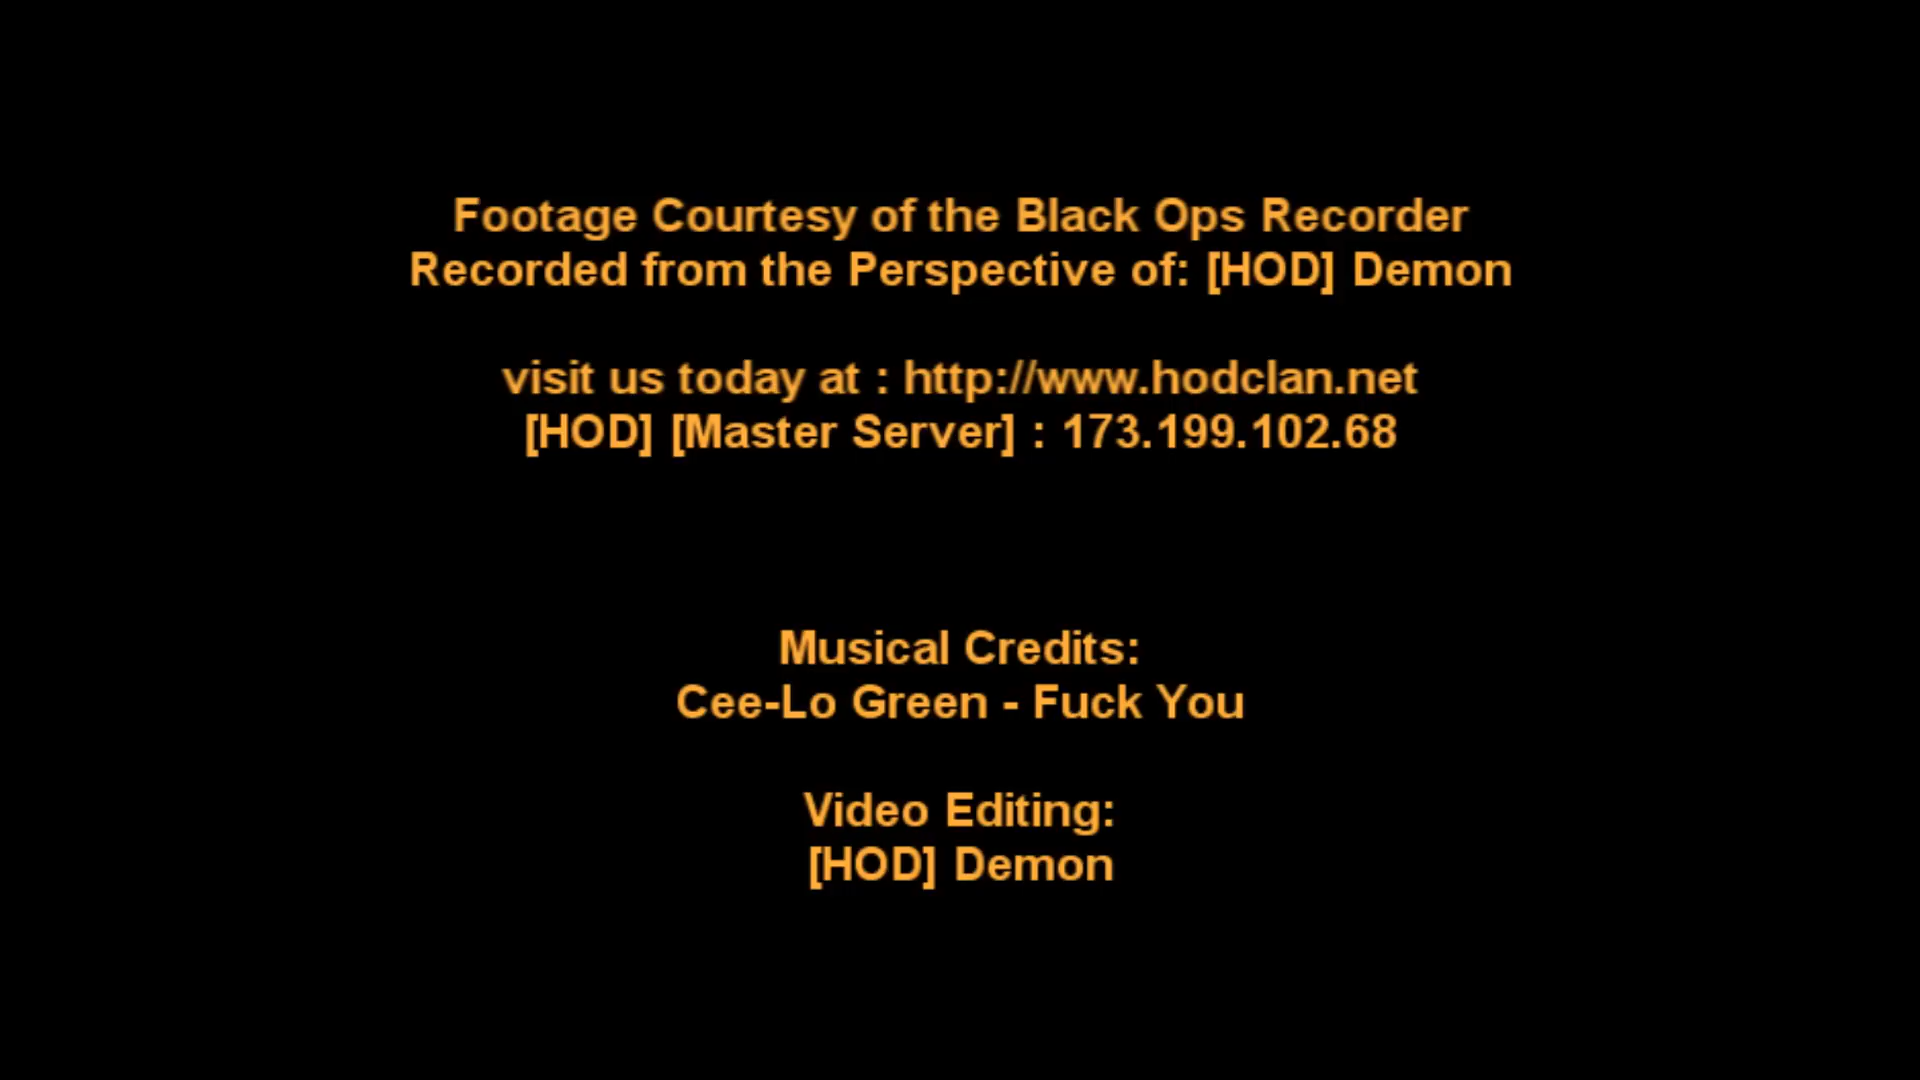 Footage Courtesy of the Black Ops Recorder
Recorded from the Perspective of: [HOD] Demon
visit us today at : http://www.hodclan.net
[HOD] [Master Server] : 173.199.102.68
Musical Credits:
Cee-Lo Green - Fuck You
Video Editing:
[HOD] Demon